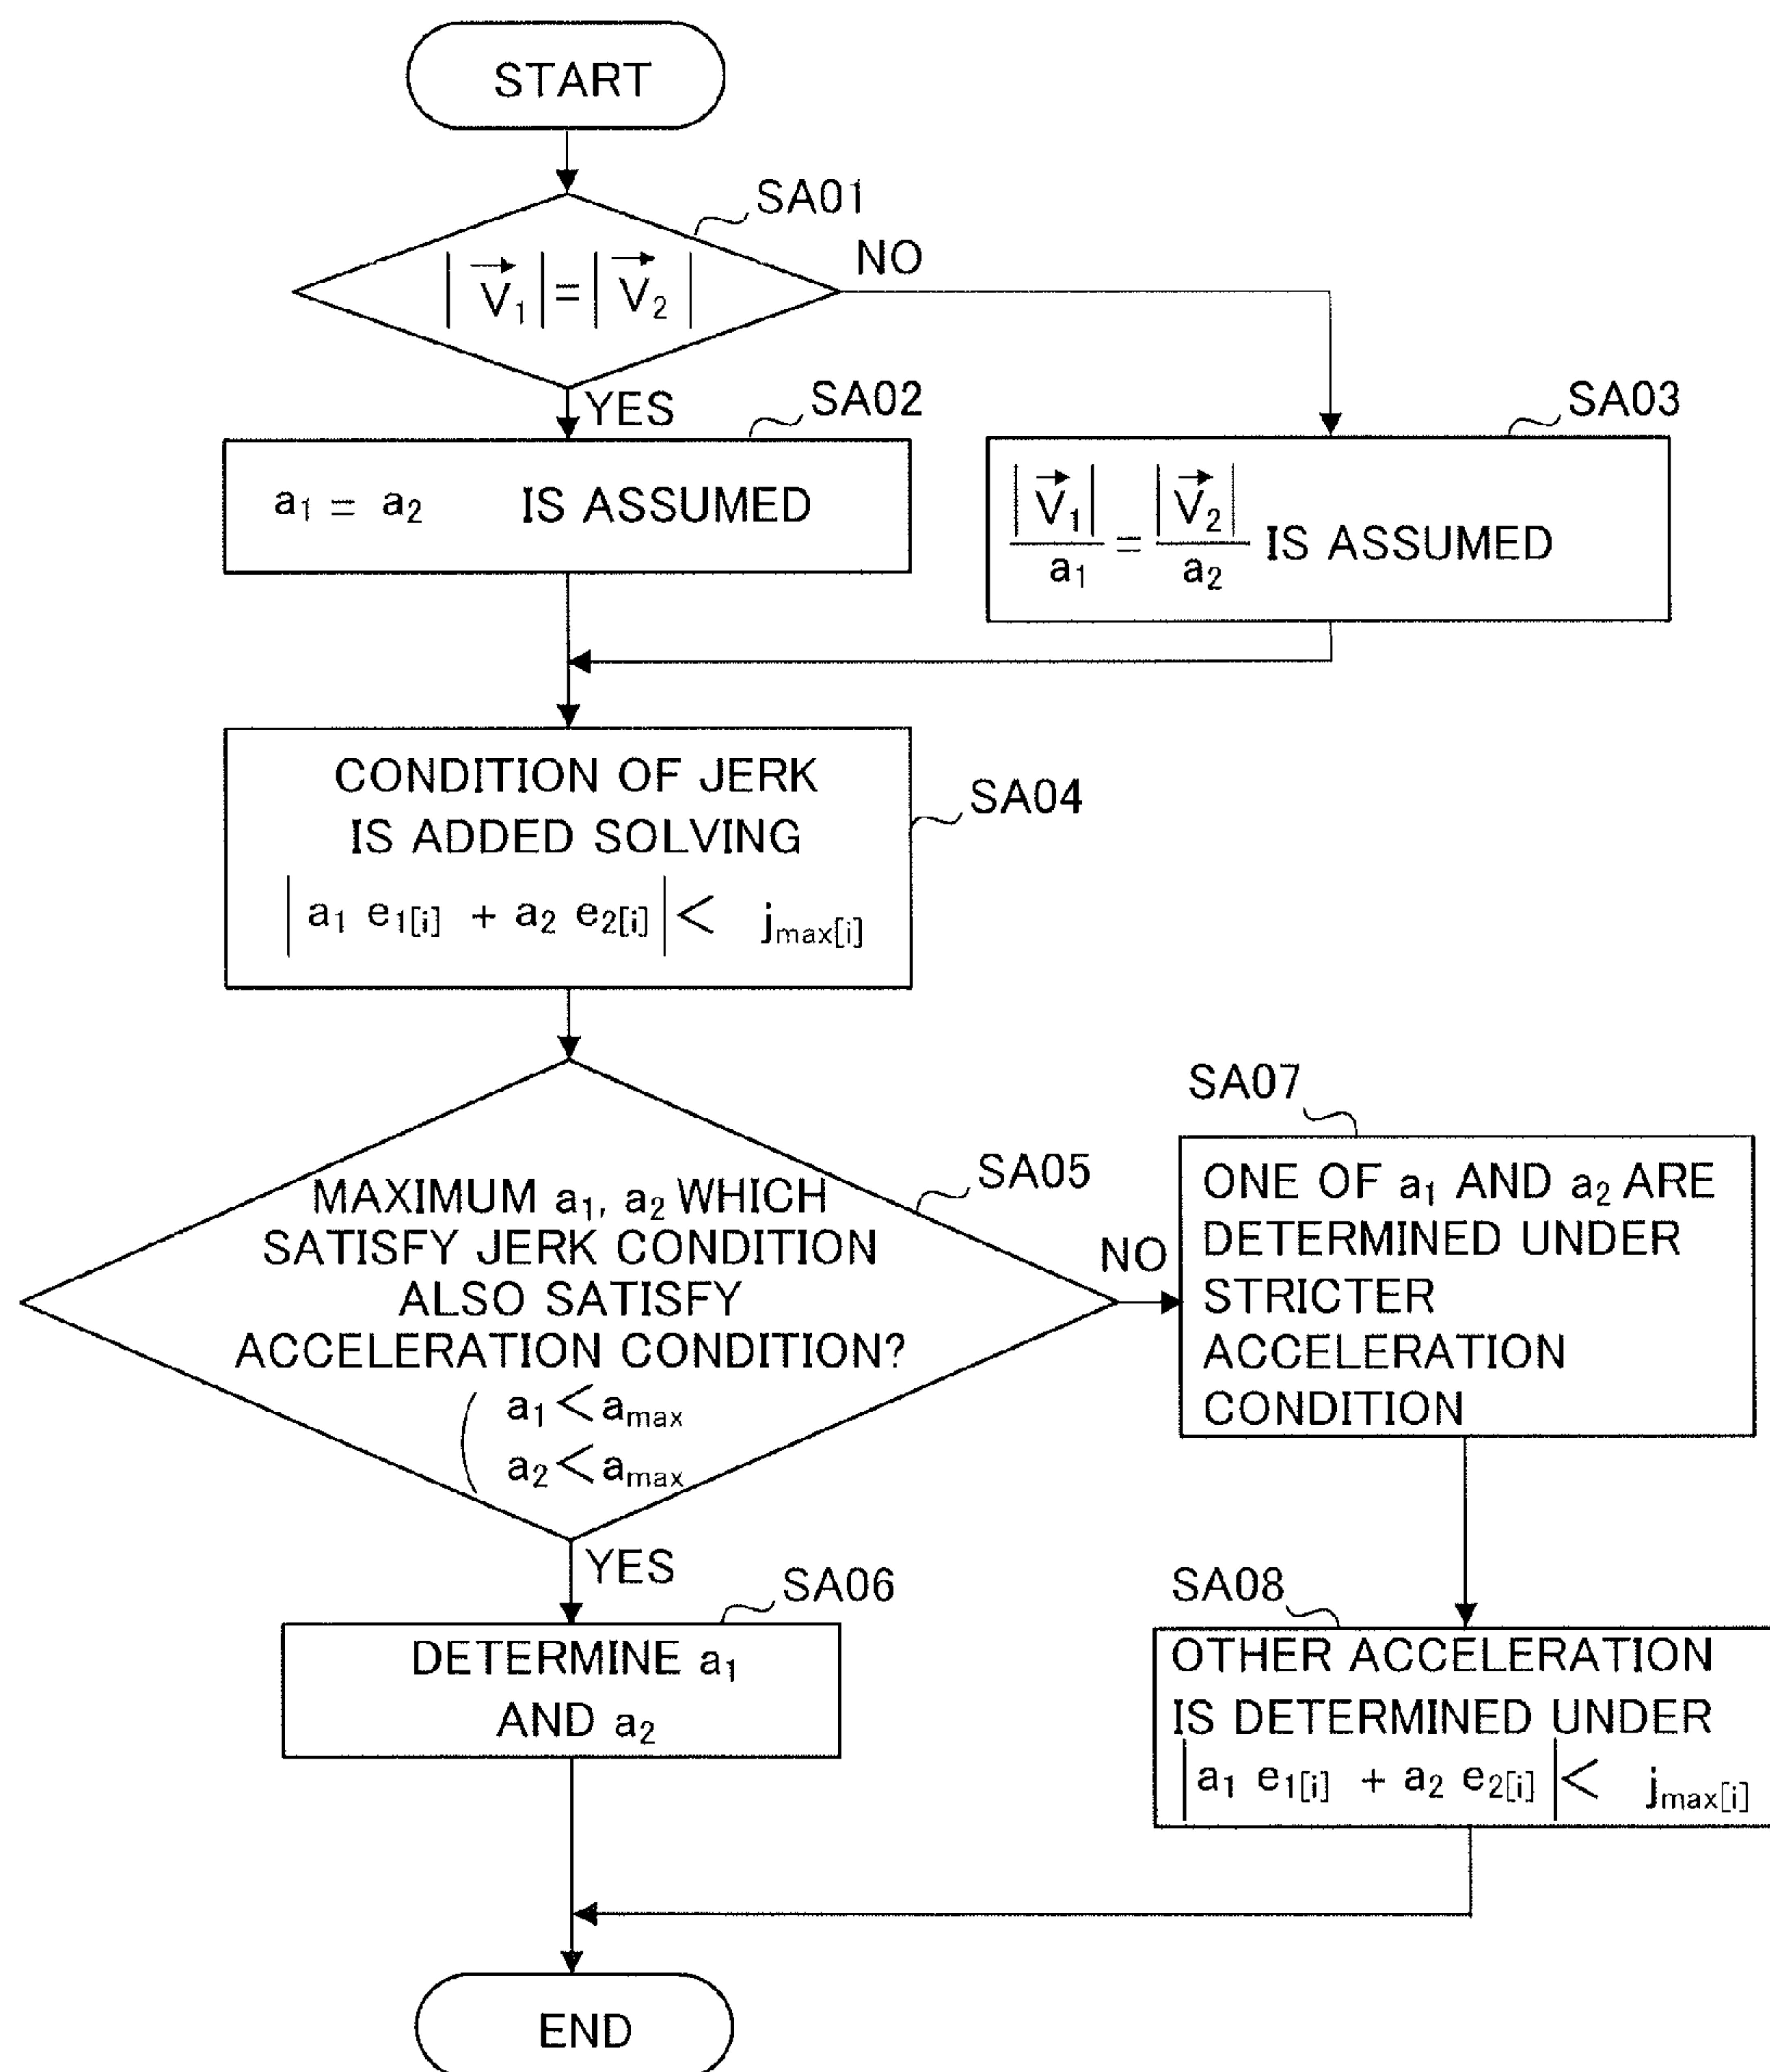 START
SA01
|V₁| = |V₂|
NO
YES
SA02
a₁ = a₂ IS ASSUMED
SA03
|V₁|/a₁ = |V₂|/a₂ IS ASSUMED
CONDITION OF JERK
IS ADDED SOLVING
|a₁ e₁[i] + a₂ e₂[i]| < jmax[i]
SA04
MAXIMUM a₁, a₂ WHICH
SATISFY JERK CONDITION
ALSO SATISFY
ACCELERATION CONDITION?
a₁ < amax
a₂ < amax
SA05
NO
YES
SA07
ONE OF a₁ AND a₂ ARE
DETERMINED UNDER
STRICTER
ACCELERATION
CONDITION
SA06
DETERMINE a₁
AND a₂
SA08
OTHER ACCELERATION
IS DETERMINED UNDER
|a₁ e₁[i] + a₂ e₂[i]| < jmax[i]
END